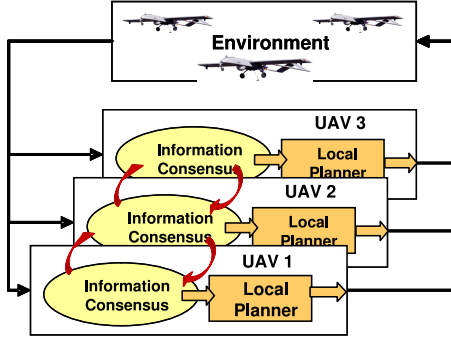 Environment
UAV 3
Information
Consensus
Local
Planner
UAV 2
Information
Consensus
Local
Planner
UAV 1
Information
Consensus
Local
Planner